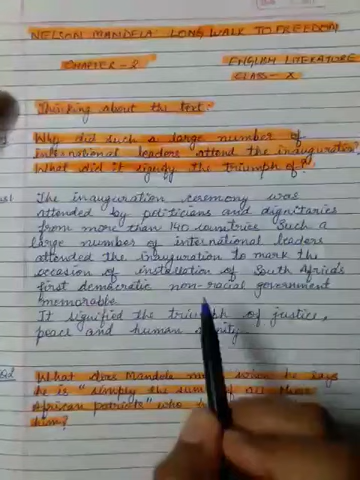 NELSON MANDELA: LONG WALK TO FREEDOM
CHAPTER-2
ENGLISH LITERATURE
CLASS-X
Thinking about the text
Why did such a large number of
international leaders attend the inauguration?
What did it signify the triumph of?
The inauguration ceremony was
attended by politicians and dignitaries
from more than 140 countries Such a
large number of international leaders
attended the inauguration to mark the
occasion of installation of South Africa's
first democratic non-racial government
memorable
It signified the triumph of justice,
peace and human
What does Mandela when he says
he is "simply the sum of all those
African patriots" who
him?